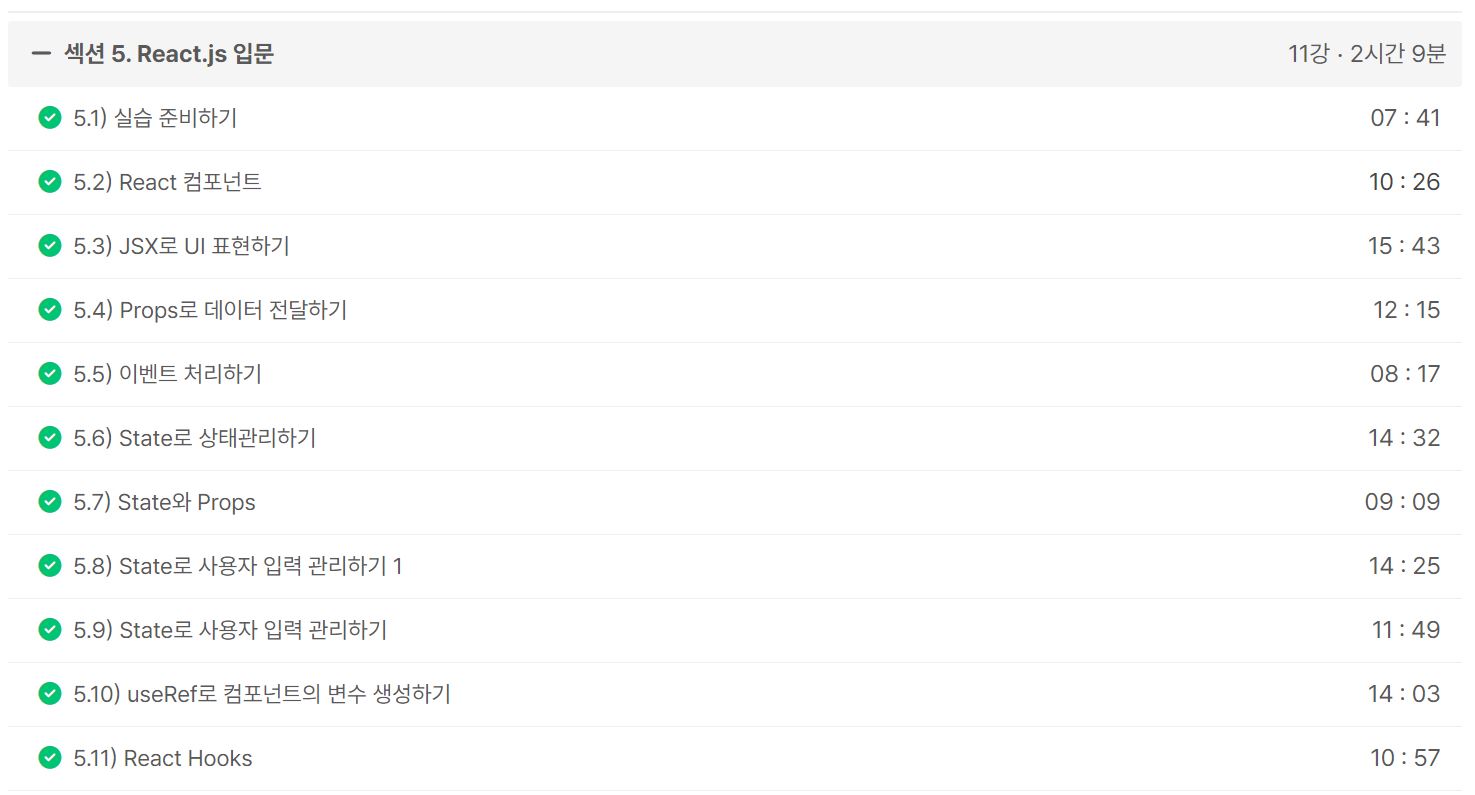 섹션 5. React.js 입문 11강 · 2시간 9분
5.1) 실습 준비하기 07 : 41
5.2) React 컴포넌트 10 : 26
5.3) JSX로 UI 표현하기 15 : 43
5.4) Props로 데이터 전달하기 12 : 15
5.5) 이벤트 처리하기 08 : 17
5.6) State로 상태관리하기 14 : 32
5.7) State와 Props 09 : 09
5.8) State로 사용자 입력 관리하기 1 14 : 25
5.9) State로 사용자 입력 관리하기 11 : 49
5.10) useRef로 컴포넌트의 변수 생성하기 14 : 03
5.11) React Hooks 10 : 57